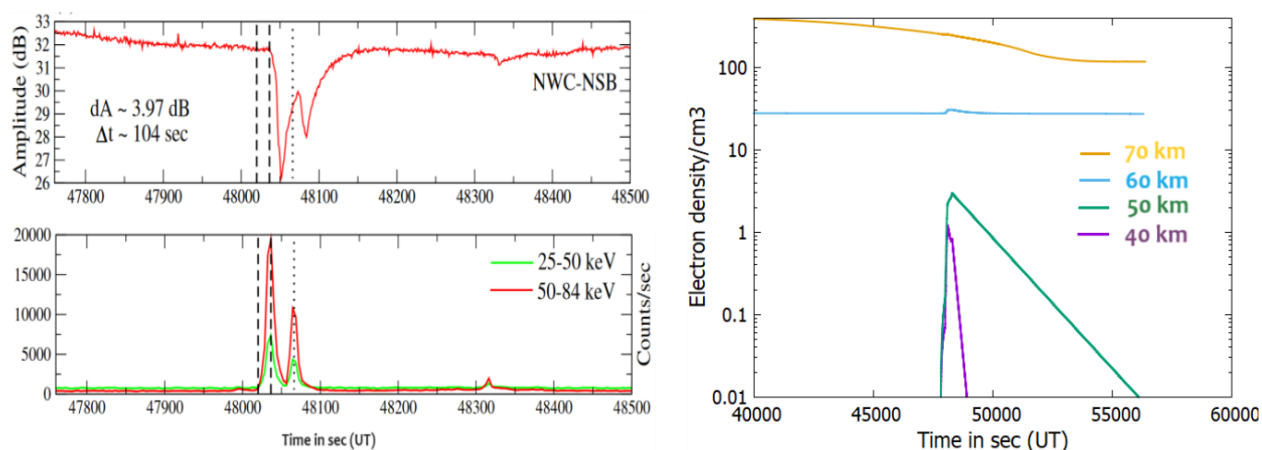 33
32
31
30
29
28
27
26
Amplitude (dB)
dA ~ 3.97 dB
Δt ~ 104 sec
NWC-NSB
47800 47900 48000 48100 48200 48300 48400 48500
20000
15000
10000
5000
0
25-50 keV
50-84 keV
Counts/sec
47800 47900 48000 48100 48200 48300 48400 48500
Time in sec (UT)
100
10
1
0.1
0.01
Electron density/cm3
70 km
60 km
50 km
40 km
40000 45000 50000 55000 60000
Time in sec (UT)